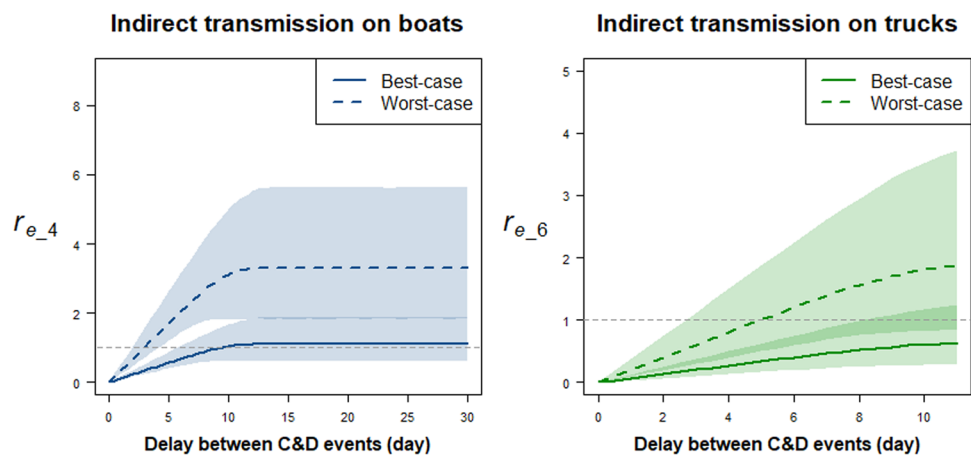 Indirect transmission on boats
Best-case
Worst-case
8
6
4
2
0
r e_4
0 5 10 15 20 25 30
Delay between C&D events (day)
Indirect transmission on trucks
Best-case
Worst-case
5
4
3
2
1
0
r e_6
0 2 4 6 8 10
Delay between C&D events (day)